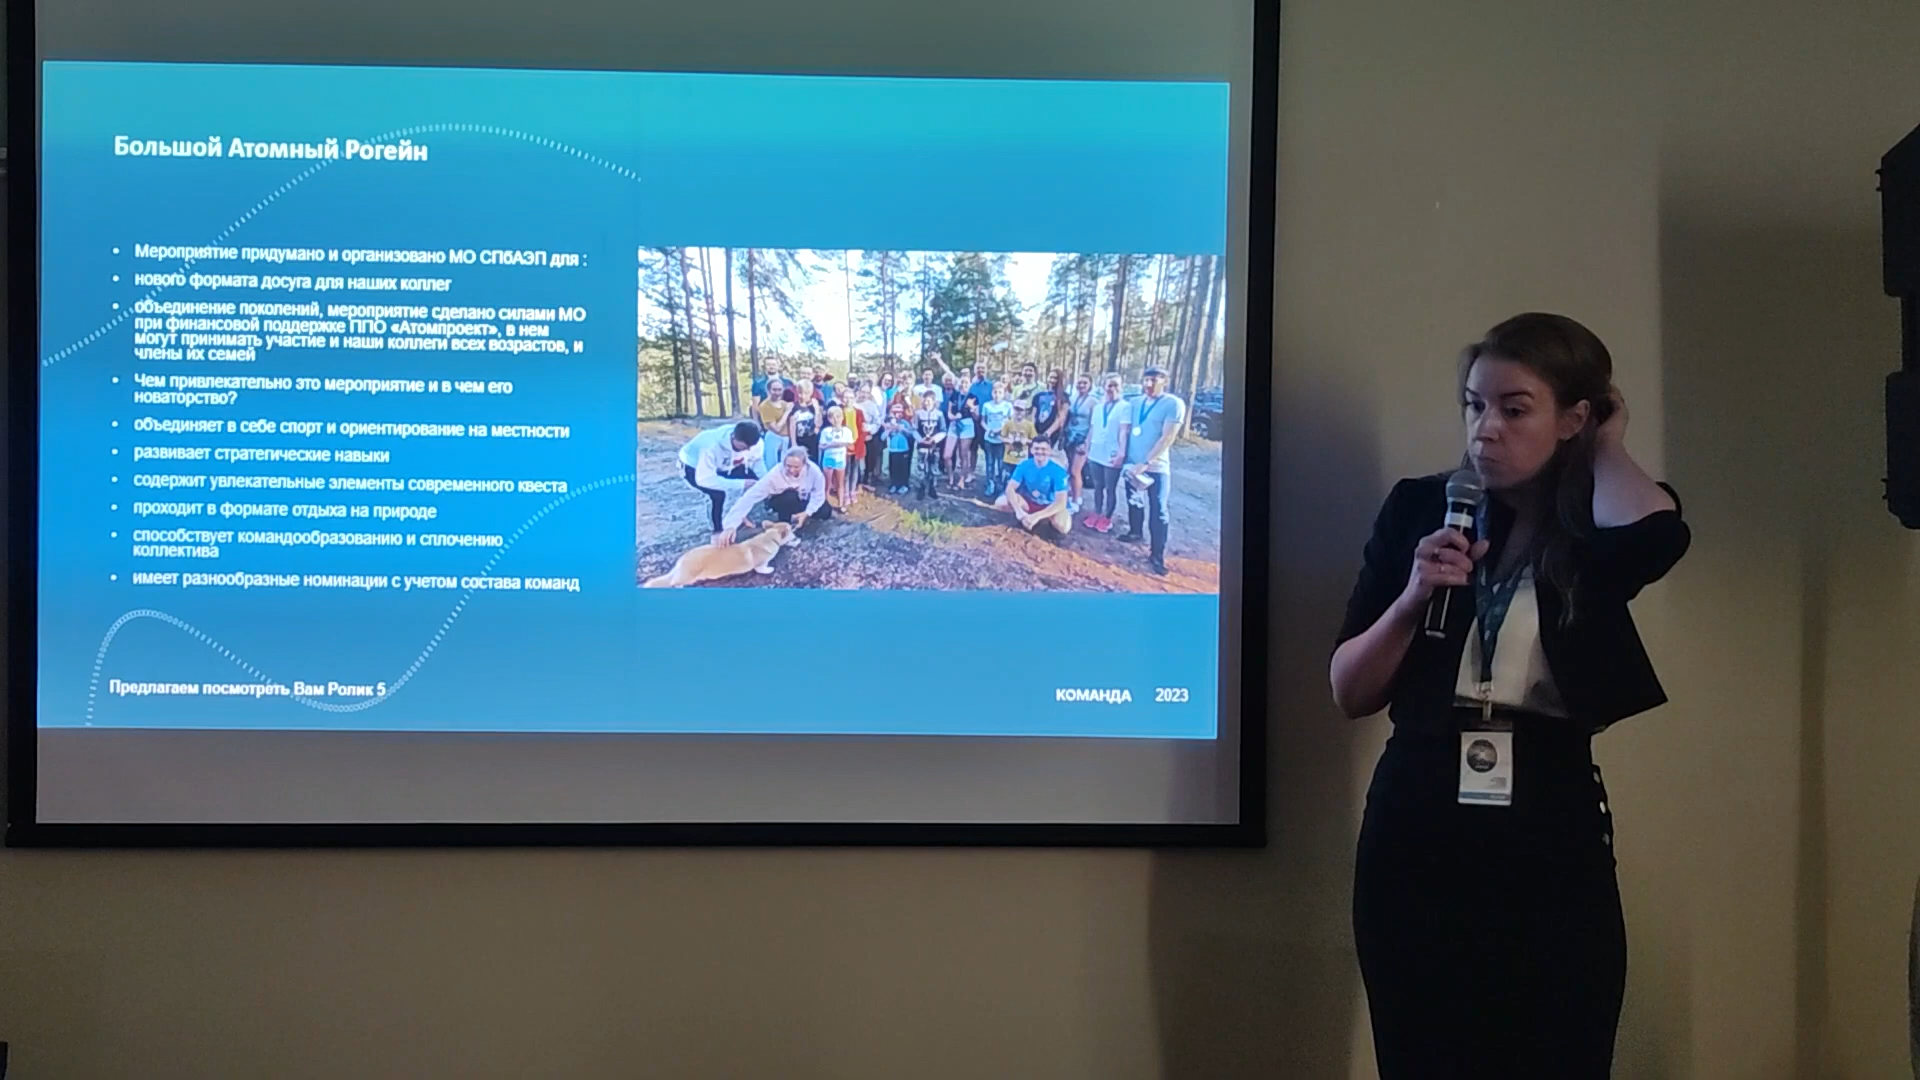 Большой Атомный Рогейн
• Мероприятие придумано и организовано МО СПбАЭП для :
• нового формата досуга для наших коллег
• объединение поколений, мероприятие сделано силами МО
при финансовой поддержке ППО «Атомпроект», в нем
могут принимать участие и наши коллеги всех возрастов, и
члены их семей
• Чем привлекательно это мероприятие и в чем его
новаторство?
• объединяет в себе спорт и ориентирование на местности
• развивает стратегические навыки
• содержит увлекательные элементы современного квеста
• проходит в формате отдыха на природе
• способствует командообразованию и сплочению
коллектива
• имеет разнообразные номинации с учетом состава команд
Предлагаем посмотреть Вам Ролик 5
КОМАНДА 2023